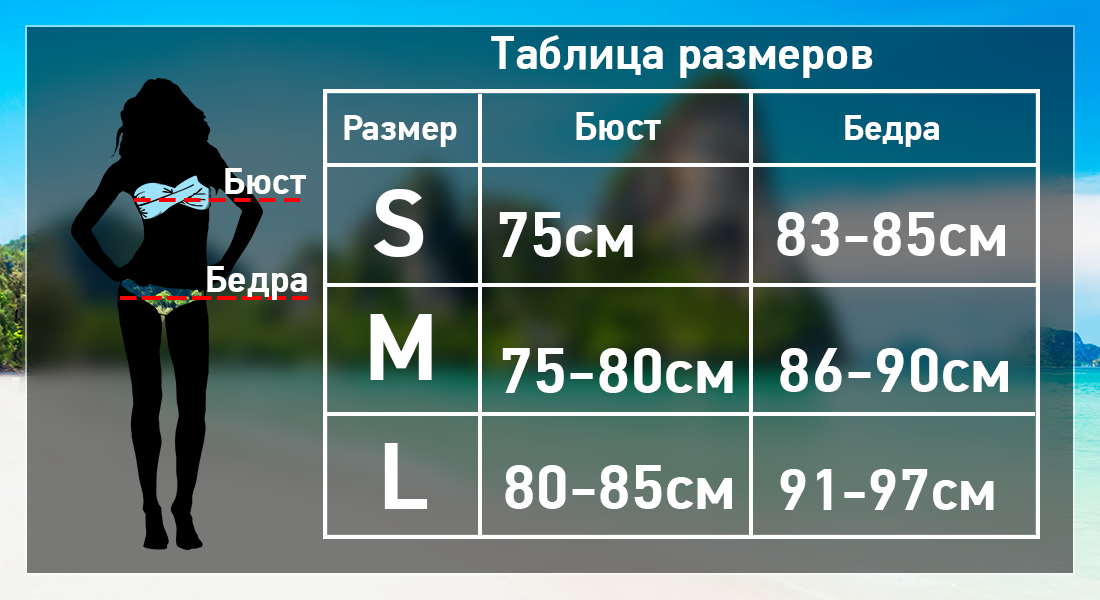 Таблица размеров
Размер Бюст Бедра
S 75см 83-85см
M 75-80см 86-90см
L 80-85см 91-97см
Бюст
Бедра